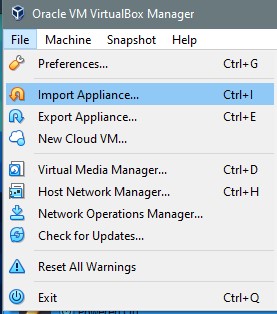 Oracle VM VirtualBox Manager
File Machine Snapshot Help
Preferences... Ctrl+G
Import Appliance... Ctrl+I
Export Appliance... Ctrl+E
New Cloud VM...
Virtual Media Manager... Ctrl+D
Host Network Manager... Ctrl+H
Network Operations Manager...
Check for Updates...
Reset All Warnings
Exit Ctrl+Q